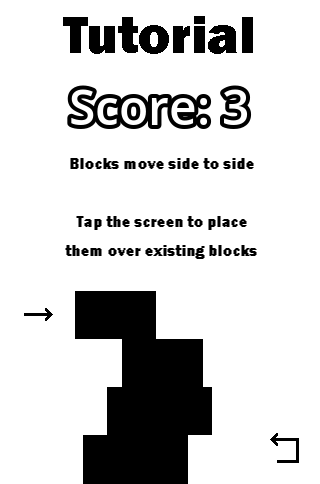 Tutorial
Score: 3
Blocks move side to side
Tap the screen to place
them over existing blocks